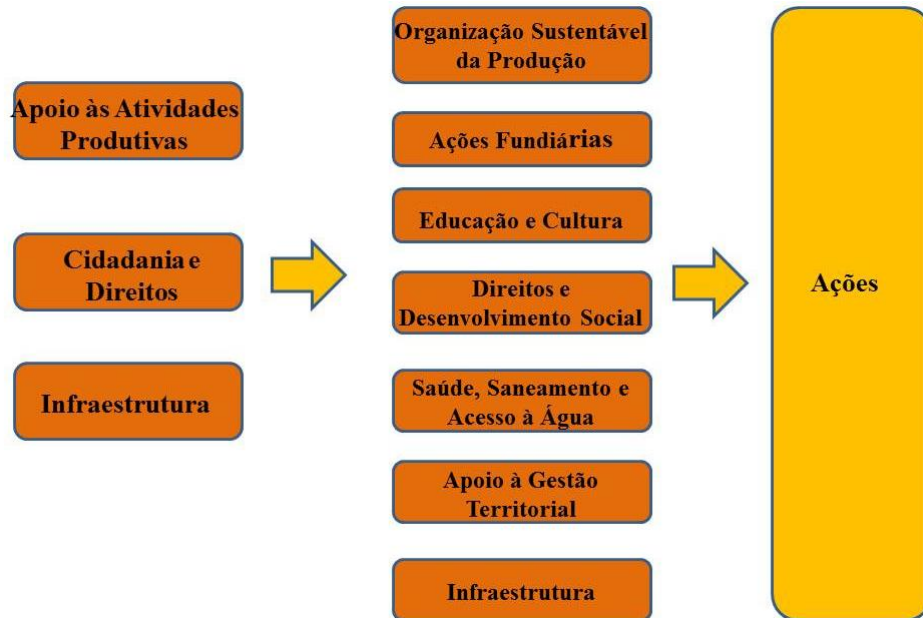 Apoio às Atividades
Produtivas
Cidadania e
Direitos
Infraestrutura
Organização Sustentável
da Produção
Ações Fundiárias
Educação e Cultura
Direitos e
Desenvolvimento Social
Saúde, Saneamento e
Acesso à Água
Apoio à Gestão
Territorial
Infraestrutura
Ações